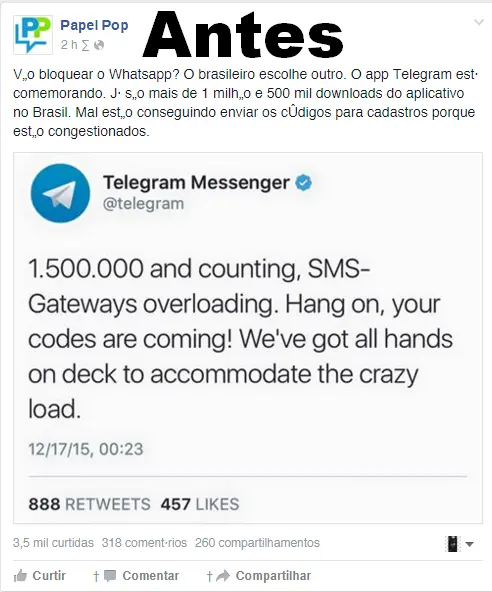 Antes
Papel Pop
2 h ∑
V„o bloquear o Whatsapp? O brasileiro escolhe outro. O app Telegram est·
comemorando. J· s„o mais de 1 milh„o e 500 mil downloads do aplicativo
no Brasil. Mal est„o conseguindo enviar os cÛdigos para cadastros porque
est„o congestionados.
Telegram Messenger
@telegram
1.500.000 and counting, SMS-
Gateways overloading. Hang on, your
codes are coming! We've got all hands
on deck to accommodate the crazy
load.
12/17/15, 00:23
888 RETWEETS 457 LIKES
3,5 mil curtidas 318 coment·rios 260 compartilhamentos
Curtir † Comentar † Compartilhar